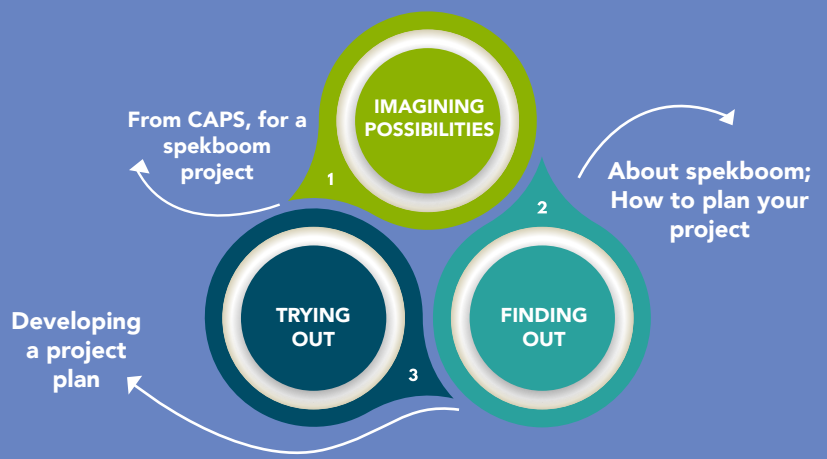 IMAGINING
POSSIBILITIES
1
From CAPS, for a
spekboom
project
2
About spekboom;
How to plan your
project
FINDING
OUT
TRYING
OUT
3
Developing
a project
plan